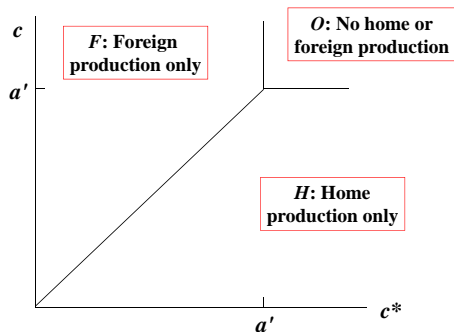 c
F: Foreign
production only
O: No home or
foreign production
a'
H: Home
production only
a'
c*